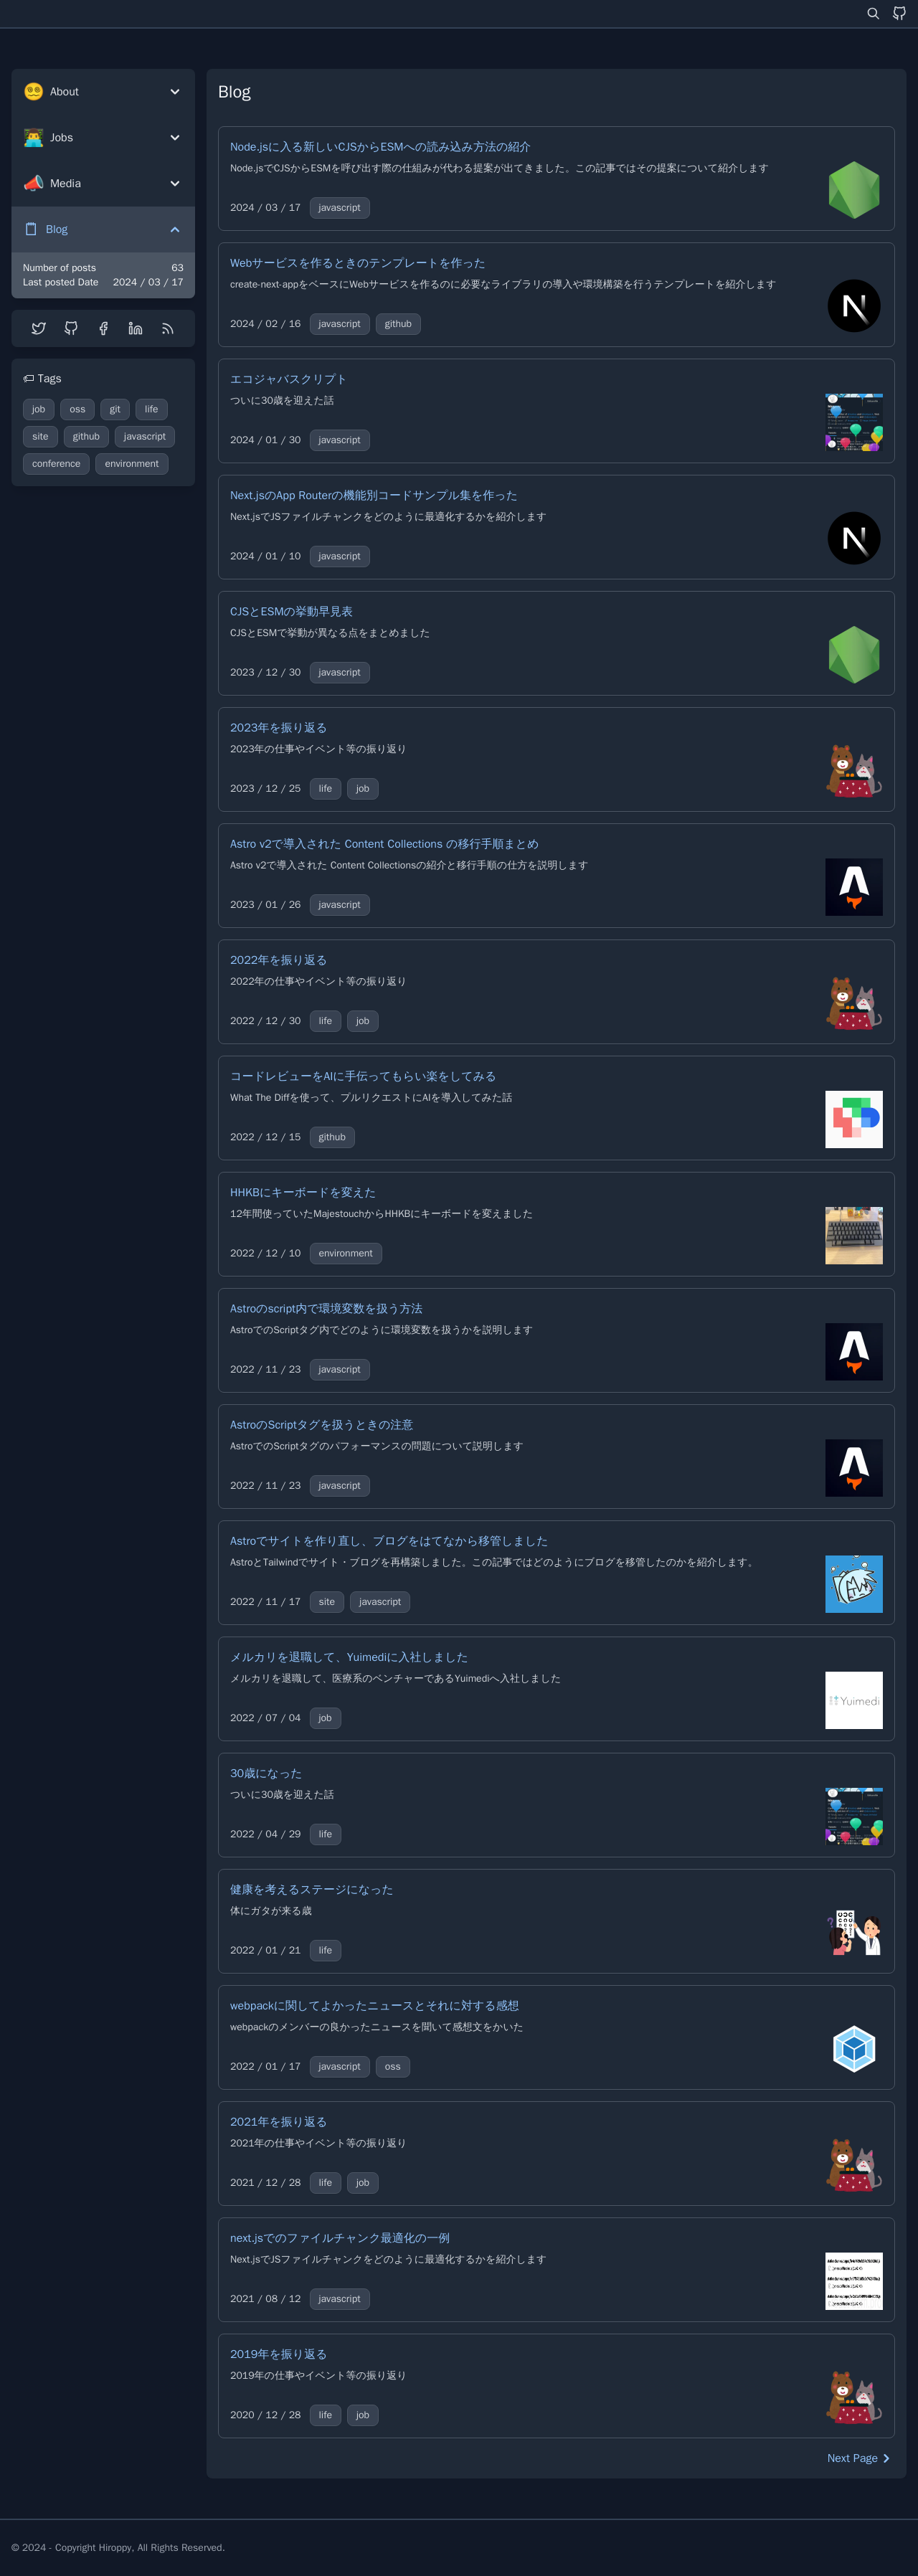 About
Jobs
Media
Blog
Number of posts 63
Last posted Date 2024 / 03 / 17
Tags
job oss git life
site github javascript
conference environment
Blog
Node.jsに入る新しいCJSからESMへの読み込み方法の紹介
Node.jsでCJSからESMを呼び出す際の仕組みが代わる提案が出てきました。この記事ではその提案について紹介します
2024 / 03 / 17 javascript
Webサービスを作るときのテンプレートを作った
create-next-appをベースにWebサービスを作るのに必要なライブラリの導入や環境構築を行うテンプレートを紹介します
2024 / 02 / 16 javascript github
エコジャバスクリプト
ついに30歳を迎えた話
2024 / 01 / 30 javascript
Next.jsのApp Routerの機能別コードサンプル集を作った
Next.jsでJSファイルチャンクをどのように最適化するかを紹介します
2024 / 01 / 10 javascript
CJSとESMの挙動早見表
CJSとESMで挙動が異なる点をまとめました
2023 / 12 / 30 javascript
2023年を振り返る
2023年の仕事やイベント等の振り返り
2023 / 12 / 25 life job
Astro v2で導入された Content Collections の移行手順まとめ
Astro v2で導入された Content Collectionsの紹介と移行手順の仕方を説明します
2023 / 01 / 26 javascript
2022年を振り返る
2022年の仕事やイベント等の振り返り
2022 / 12 / 30 life job
コードレビューをAIに手伝ってもらい楽をしてみる
What The Diffを使って、プルリクエストにAIを導入してみた話
2022 / 12 / 15 github
HHKBにキーボードを変えた
12年間使っていたMajestouchからHHKBにキーボードを変えました
2022 / 12 / 10 environment
Astroのscript内で環境変数を扱う方法
AstroでのScriptタグ内でどのように環境変数を扱うかを説明します
2022 / 11 / 23 javascript
AstroのScriptタグを扱うときの注意
AstroでのScriptタグのパフォーマンスの問題について説明します
2022 / 11 / 23 javascript
Astroでサイトを作り直し、ブログをはてなから移管しました
AstroとTailwindでサイト・ブログを再構築しました。この記事ではどのようにブログを移管したのかを紹介します。
2022 / 11 / 17 site javascript
メルカリを退職して、Yuimediに入社しました
メルカリを退職して、医療系のベンチャーであるYuimediへ入社しました
Yuimedi
2022 / 07 / 04 job
30歳になった
ついに30歳を迎えた話
2022 / 04 / 29 life
健康を考えるステージになった
体にガタが来る歳
2022 / 01 / 21 life
webpackに関してよかったニュースとそれに対する感想
webpackのメンバーの良かったニュースを聞いて感想文をかいた
2022 / 01 / 17 javascript oss
2021年を振り返る
2021年の仕事やイベント等の振り返り
2021 / 12 / 28 life job
next.jsでのファイルチャンク最適化の一例
Next.jsでJSファイルチャンクをどのように最適化するかを紹介します
2021 / 08 / 12 javascript
2019年を振り返る
2019年の仕事やイベント等の振り返り
2020 / 12 / 28 life job
Next Page
© 2024 - Copyright Hiroppy, All Rights Reserved.